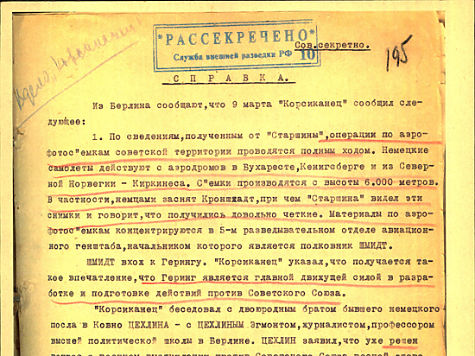 "РАССЕКРЕЧЕНО"
Служба внешней разведки РФ 10
Сов.секретно.
195
СПРАВКА.
Из Берлина сообщают,что 9 марта "Корсиканец" сообщил сле-
дующее:
1. По сведениям,полученным от "Старшины",операции по аэро-
фотос"емкам советской территории проводятся полным ходом. Немецкие
самолеты действуют с аэродромов в Бухаресте,Кенигсберге и из Север-
ной Норвегии - Киркинеса. С"емки производятся с высоты 6.000 метров.
В частности,немцами заснят Кронштадт,при чем "Старшина" видел эти
снимки и говорит,что получились довольно четкие. Материалы по аэро-
фотос"емкам концентрируются в 5-м разведывательном отделе авиацион-
ного генштаба,начальником которого является полковник ШМИДТ.
ШМИДТ вхож к Герингу. "Корсиканец" указал,что получается та-
кое впечатление,что Геринг является главной движущей силой в разра-
ботке и подготовке действий против Советского Союза.
"Корсиканец" беседовал с двоюродным братом бывшего немецкого
посла в Ковно ЦЕХЛИНА - с ЦЕХЛИНЫМ Эгмонтом,журналистом,профессором
высшей политической школы в Берлине. ЦЕХЛИН заявил,что уже решен